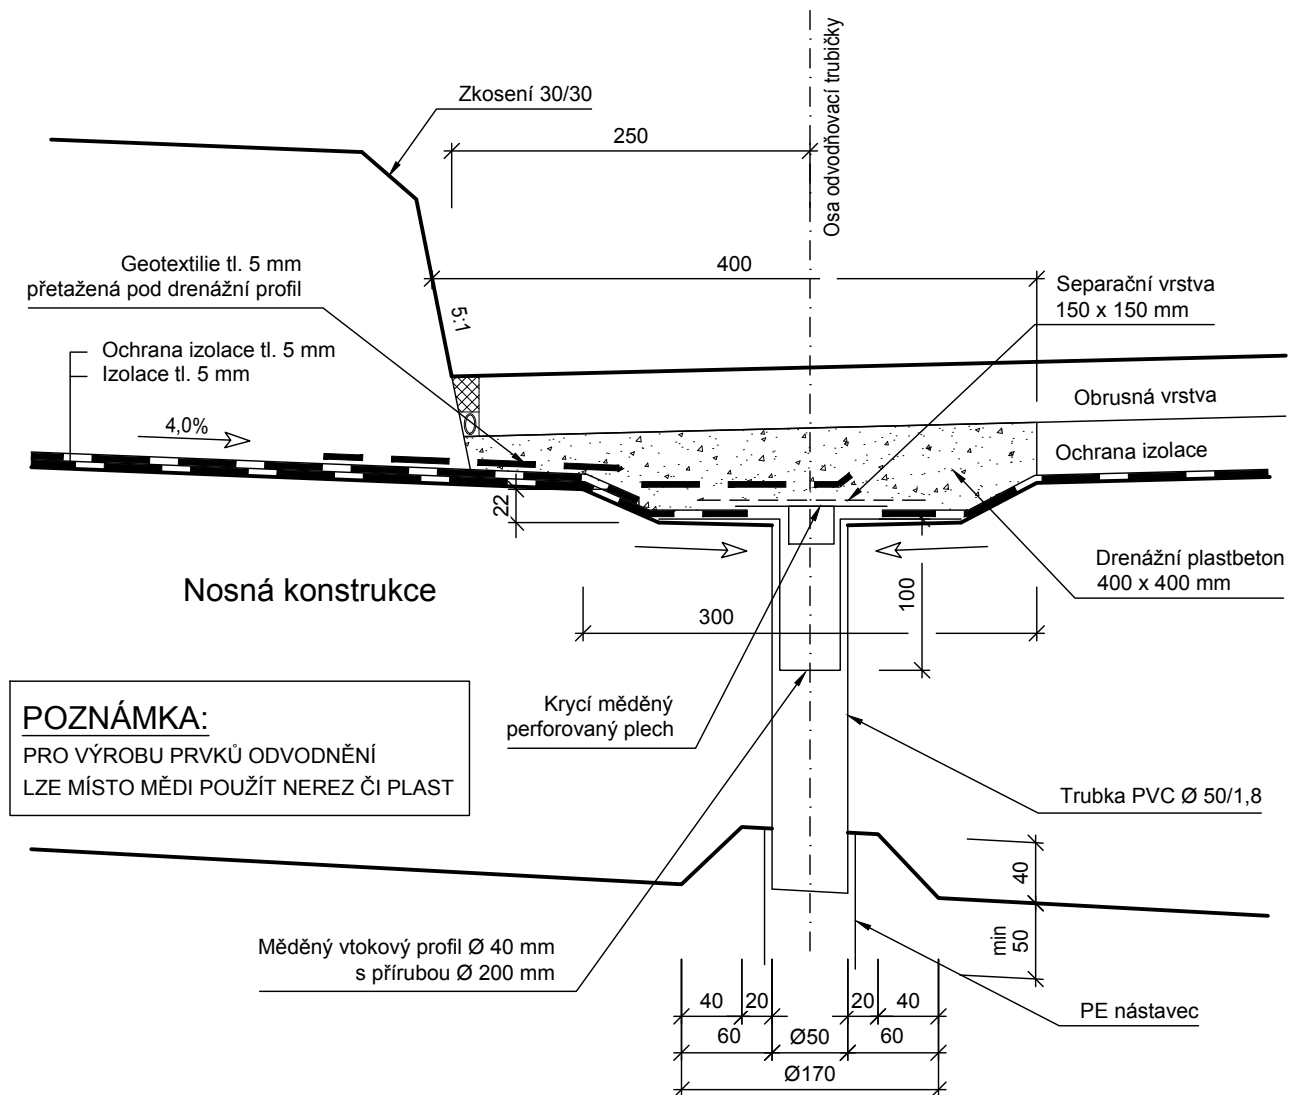 Zkosení 30/30
250
Osa odvodňovací trubičky
Geotextilie tl. 5 mm
přetažená pod drenážní profil
400
Separační vrstva
150 x 150 mm
5:1
Ochrana izolace tl. 5 mm
Izolace tl. 5 mm
4,0%
Obrusná vrstva
Ochrana izolace
22
Nosná konstrukce
Drenážní plastbeton
400 x 400 mm
100
300
Krycí měděný
perforovaný plech
POZNÁMKA:
PRO VÝROBU PRVKŮ ODVODNĚNÍ
LZE MÍSTO MĚDI POUŽÍT NEREZ ČI PLAST
Trubka PVC Ø 50/1,8
40
min
50
Měděný vtokový profil Ø 40 mm
s přírubou Ø 200 mm
PE nástavec
40
20
20
40
60
Ø50
60
Ø170